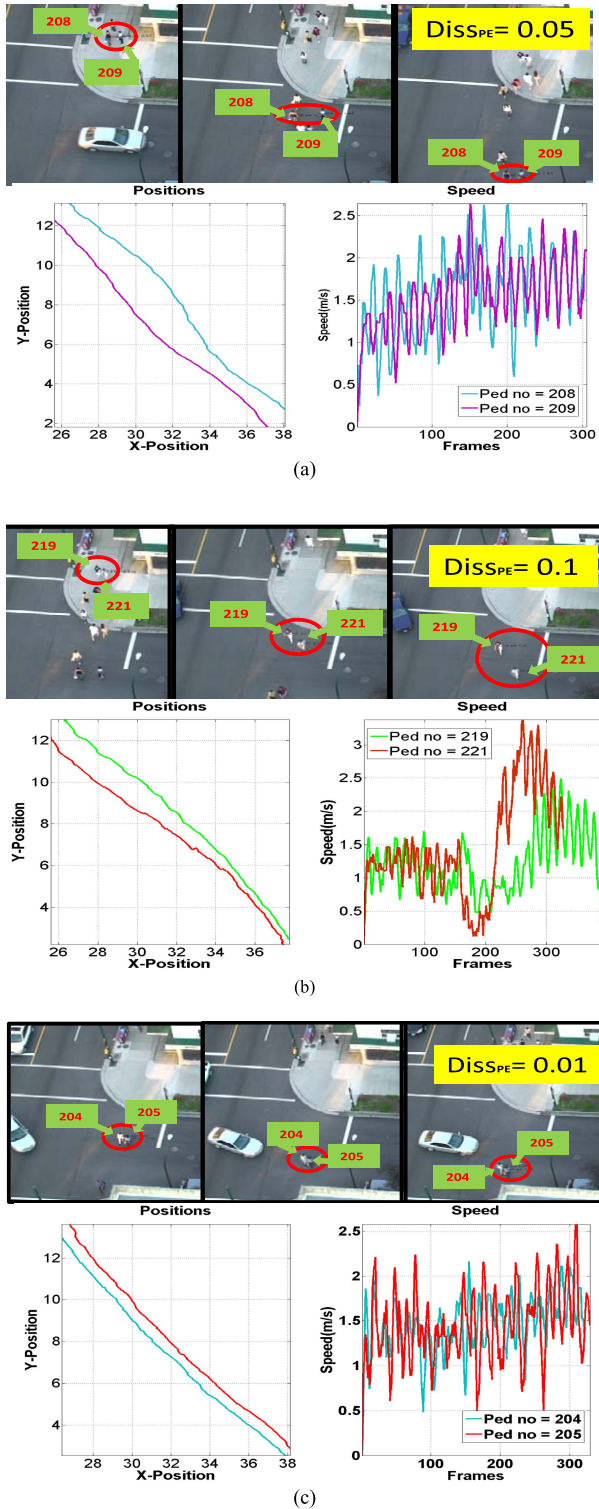 208
209
208
209
Diss_PE= 0.05
208
209
Positions
Speed
12
10
8
6
4
2
Y-Position
26 28 30 32 34 36 38
X-Position
2.5
2
1.5
1
0.5
0
Speed(m/s)
Ped no = 208
Ped no = 209
0 100 200 300
Frames
(a)
219
221
219
221
Diss_PE= 0.1
219
221
Positions
Speed
12
10
8
6
4
Y-Position
26 28 30 32 34 36
X-Position
3
2.5
2
1.5
1
0.5
0
Speed(m/s)
Ped no = 219
Ped no = 221
100 200 300
Frames
(b)
204
205
204
205
Diss_PE= 0.01
204
205
Positions
Speed
12
10
8
6
4
Y-Position
28 30 32 34 36 38
X-Position
2.5
2
1.5
1
0.5
0
Speed(m/s)
Ped no = 204
Ped no = 205
0 100 200 300
Frames
(c)